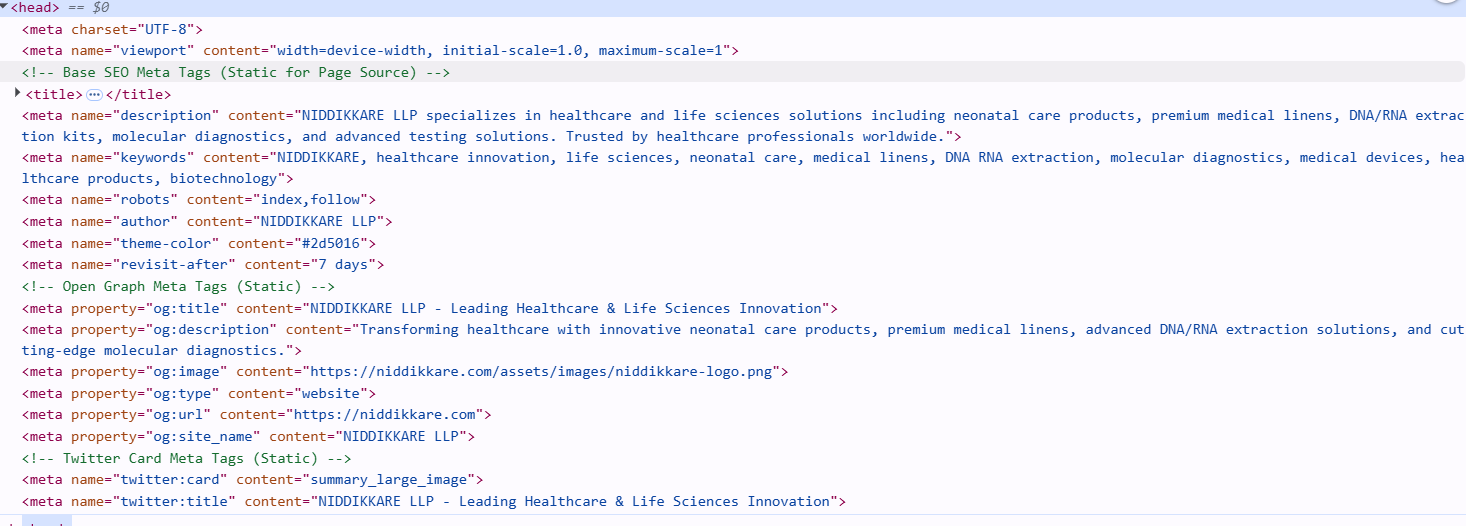 <head> == $0
<meta charset="UTF-8">
<meta name="viewport" content="width=device-width, initial-scale=1.0, maximum-scale=1">
<!-- Base SEO Meta Tags (Static for Page Source) -->
<title>…</title>
<meta name="description" content="NIDDIKKARE LLP specializes in healthcare and life sciences solutions including neonatal care products, premium medical linens, DNA/RNA extrac
tion kits, molecular diagnostics, and advanced testing solutions. Trusted by healthcare professionals worldwide.">
<meta name="keywords" content="NIDDIKKARE, healthcare innovation, life sciences, neonatal care, medical linens, DNA RNA extraction, molecular diagnostics, medical devices, hea
lthcare products, biotechnology">
<meta name="robots" content="index,follow">
<meta name="author" content="NIDDIKKARE LLP">
<meta name="theme-color" content="#2d5016">
<meta name="revisit-after" content="7 days">
<!-- Open Graph Meta Tags (Static) -->
<meta property="og:title" content="NIDDIKKARE LLP - Leading Healthcare & Life Sciences Innovation">
<meta property="og:description" content="Transforming healthcare with innovative neonatal care products, premium medical linens, advanced DNA/RNA extraction solutions, and cut
ting-edge molecular diagnostics.">
<meta property="og:image" content="https://niddikkare.com/assets/images/niddikkare-logo.png">
<meta property="og:type" content="website">
<meta property="og:url" content="https://niddikkare.com">
<meta property="og:site_name" content="NIDDIKKARE LLP">
<!-- Twitter Card Meta Tags (Static) -->
<meta name="twitter:card" content="summary_large_image">
<meta name="twitter:title" content="NIDDIKKARE LLP - Leading Healthcare & Life Sciences Innovation">